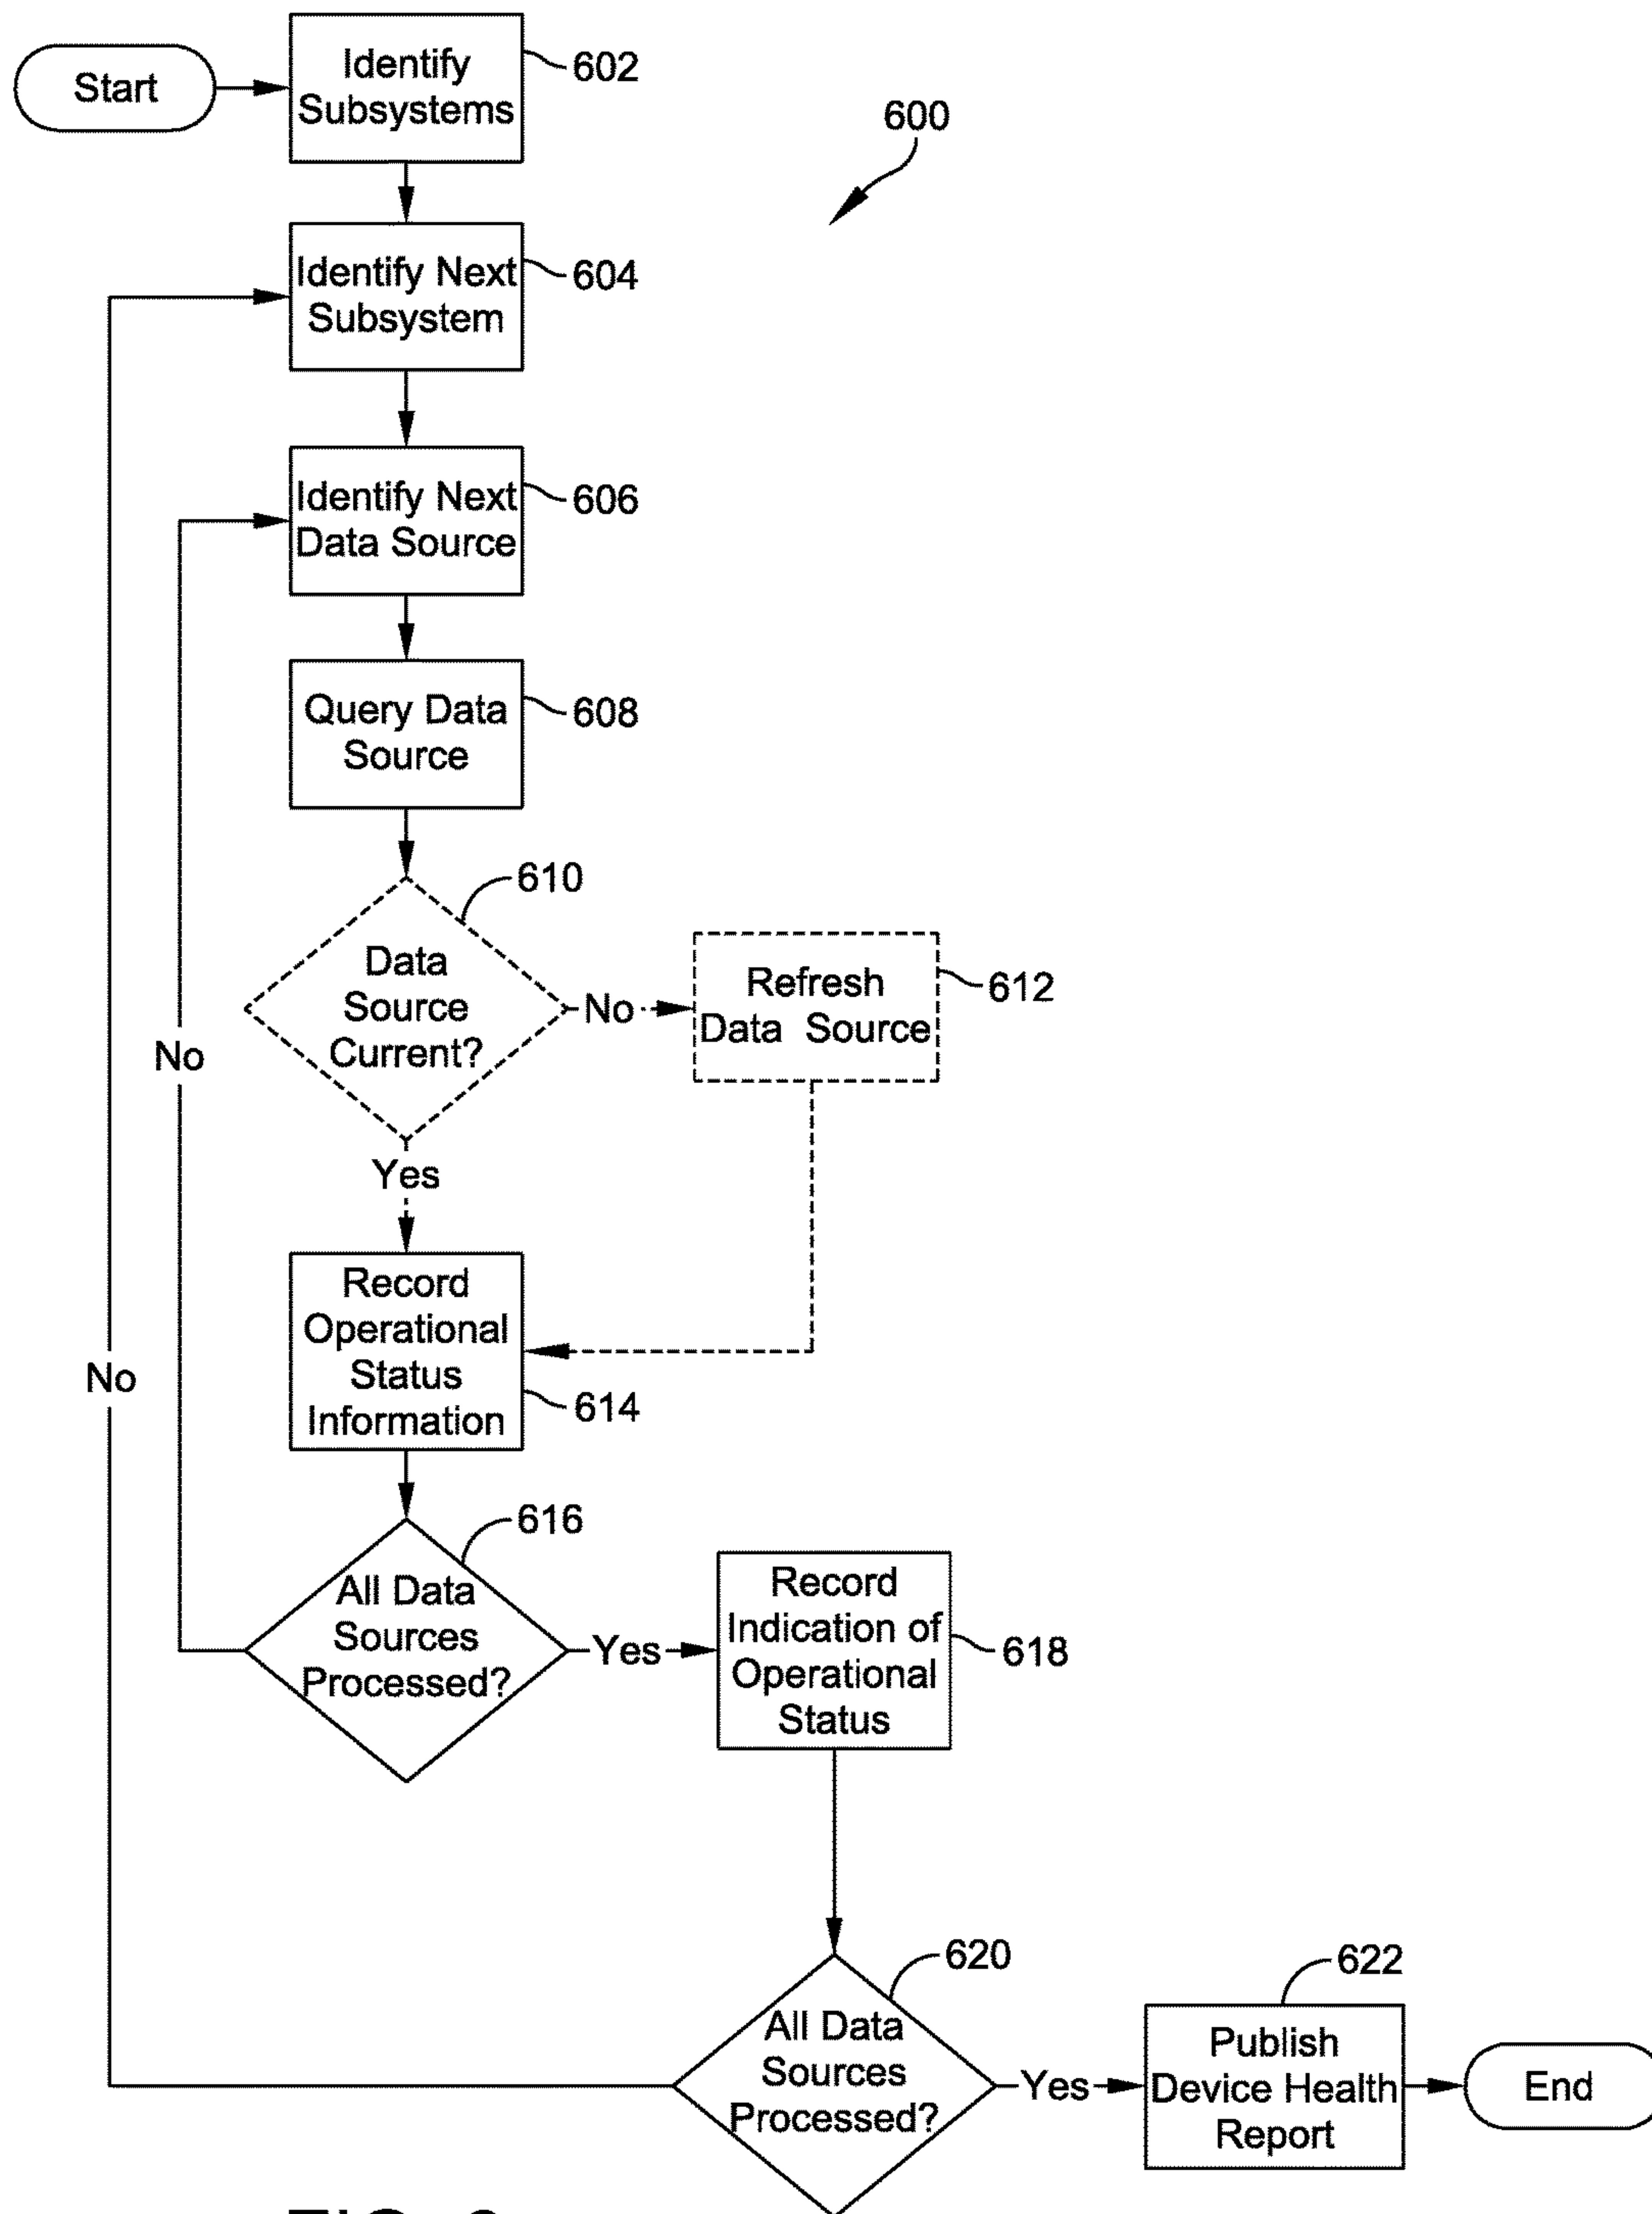 Start
Identify
Subsystems
602
600
Identify Next
Subsystem
604
Identify Next
Data Source
606
Query Data
Source
608
610
Data
Source
Current?
No
Refresh
Data Source
612
No
Yes
Record
Operational
Status
Information
614
No
616
All Data
Sources
Processed?
Yes
Record
Indication of
Operational
Status
618
620
All Data
Sources
Processed?
Yes
622
Publish
Device Health
Report
End